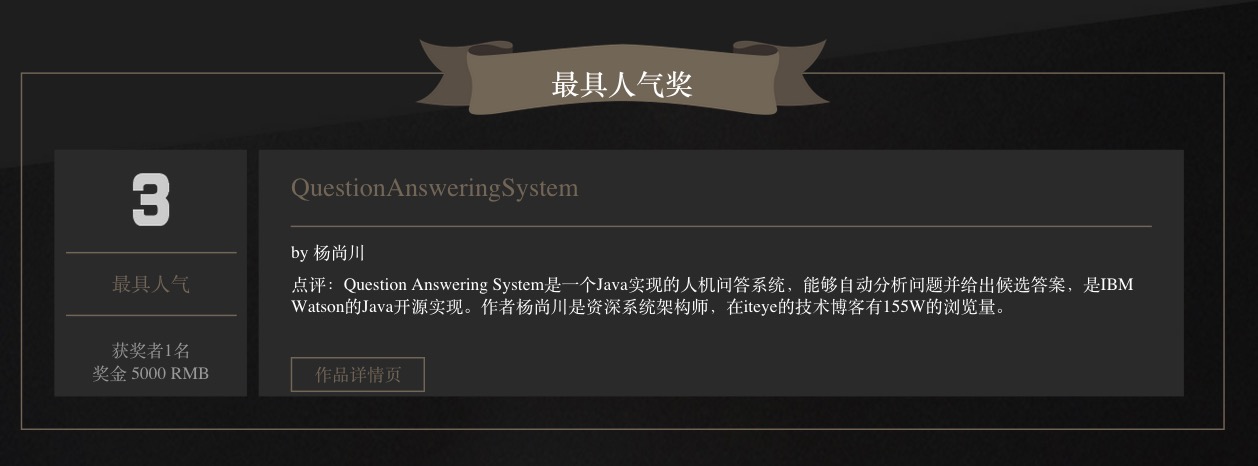 最具人气奖
3
最具人气
获奖者1名
奖金 5000 RMB
QuestionAnsweringSystem
by 杨尚川
点评：Question Answering System是一个Java实现的人机问答系统，能够自动分析问题并给出候选答案，是IBM
Watson的Java开源实现。作者杨尚川是资深系统架构师，在iteye的技术博客有155W的浏览量。
作品详情页